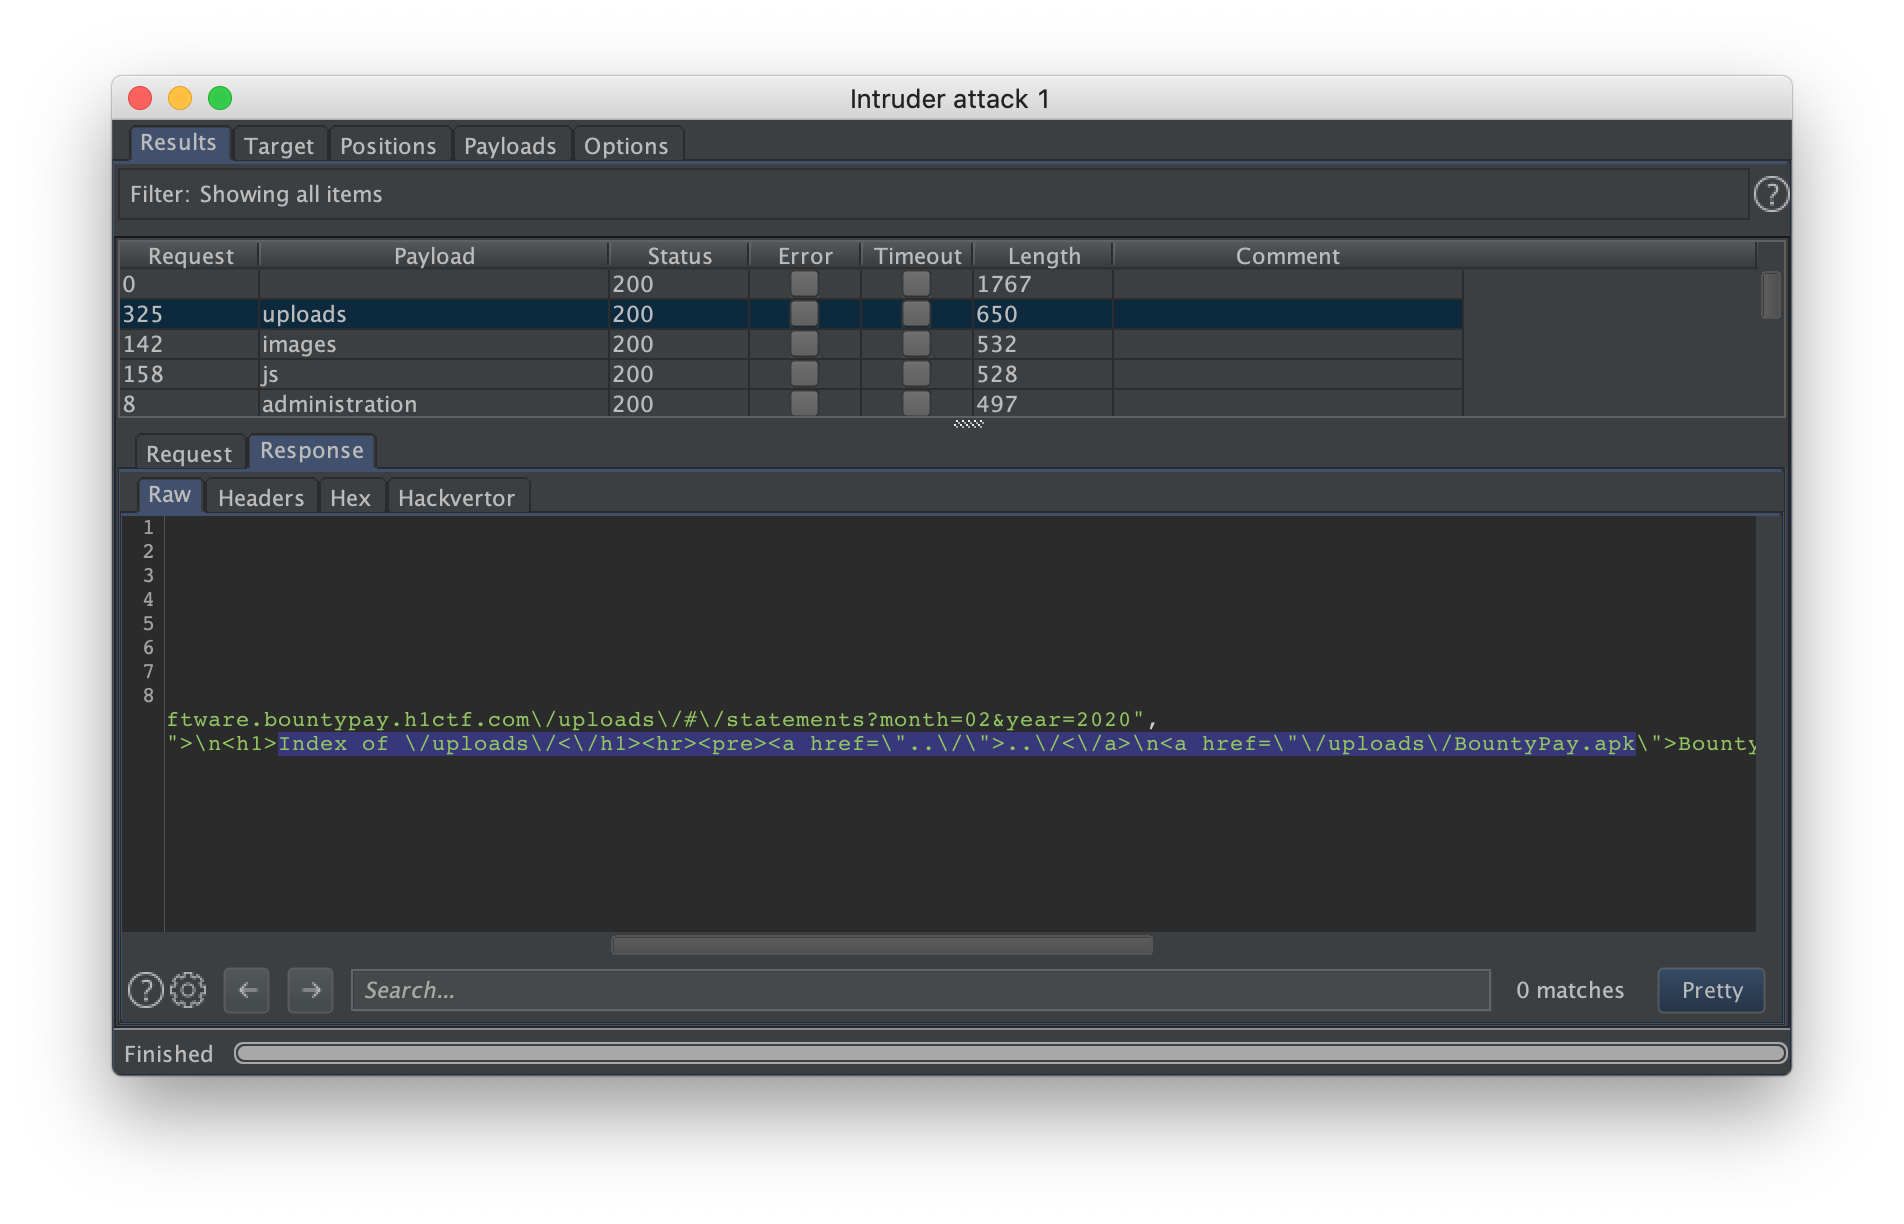 Intruder attack 1
Results Target Positions Payloads Options
Filter: Showing all items ?
Request Payload Status Error Timeout Length Comment
0 200 1767
325 uploads 200 650
142 images 200 532
158 js 200 528
8 administration 200 497
Request Response
Raw Headers Hex Hackvertor
1
2
3
4
5
6
7
8
ftware.bountypay.h1ctf.com\/uploads\/#\/statements?month=02&year=2020",
">\n<h1>Index of \/uploads\/<\/h1><hr><pre><a href=\"..\/\">..\/<\/a>\n<a href=\"\/uploads\/BountyPay.apk\">Bounty
? Search... 0 matches Pretty
Finished